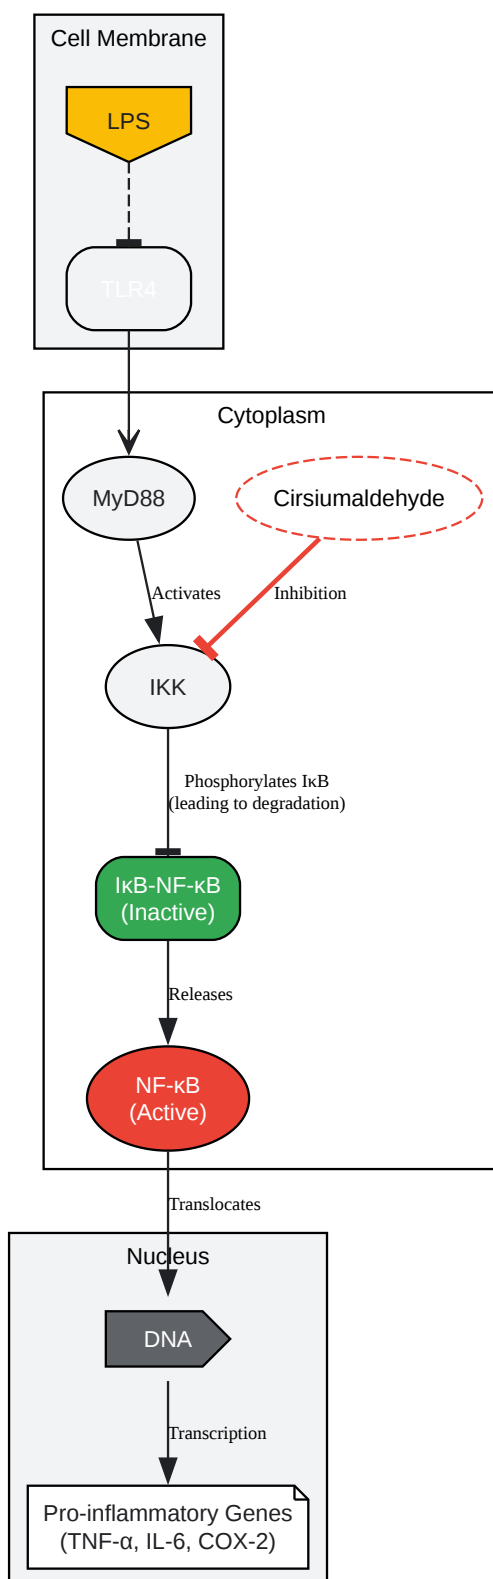 Cell Membrane
LPS
TLR4
Cytoplasm
MyD88
Cirsiumaldehyde
Activates
Inhibition
IKK
Phosphorylates IκB
(leading to degradation)
IκB-NF-κB
(Inactive)
Releases
NF-κB
(Active)
Translocates
Nucleus
DNA
Transcription
Pro-inflammatory Genes
(TNF-α, IL-6, COX-2)